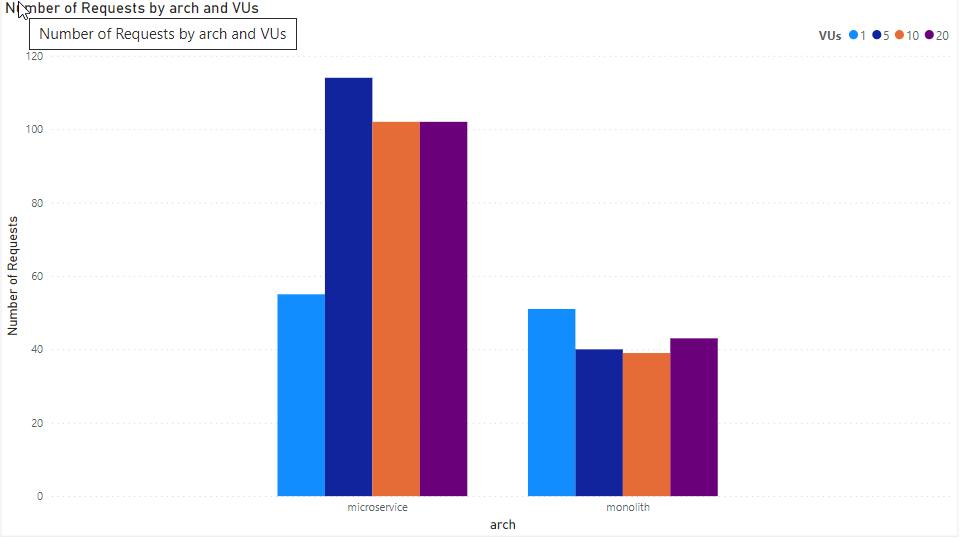 Number of Requests by arch and VUs
Number of Requests by arch and VUs
VUs 1 5 10 20
120
100
80
60
40
20
0
Number of Requests
microservice monolith
arch